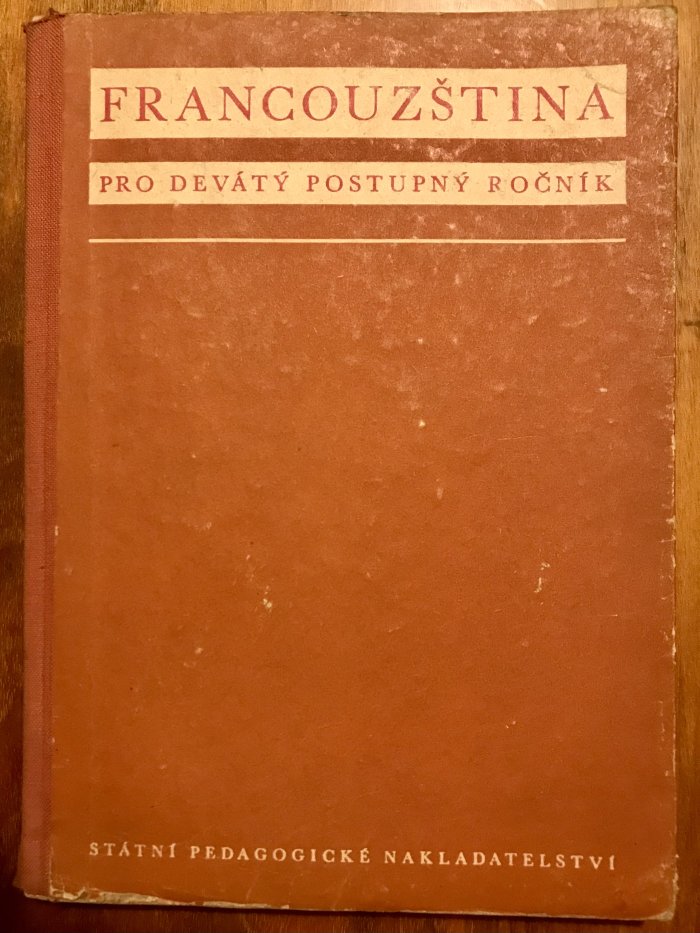 FRANCOUZŠTINA
PRO DEVÁTÝ POSTUPNÝ ROČNÍK
STÁTNÍ PEDAGOGICKÉ NAKLADATELSTVÍ